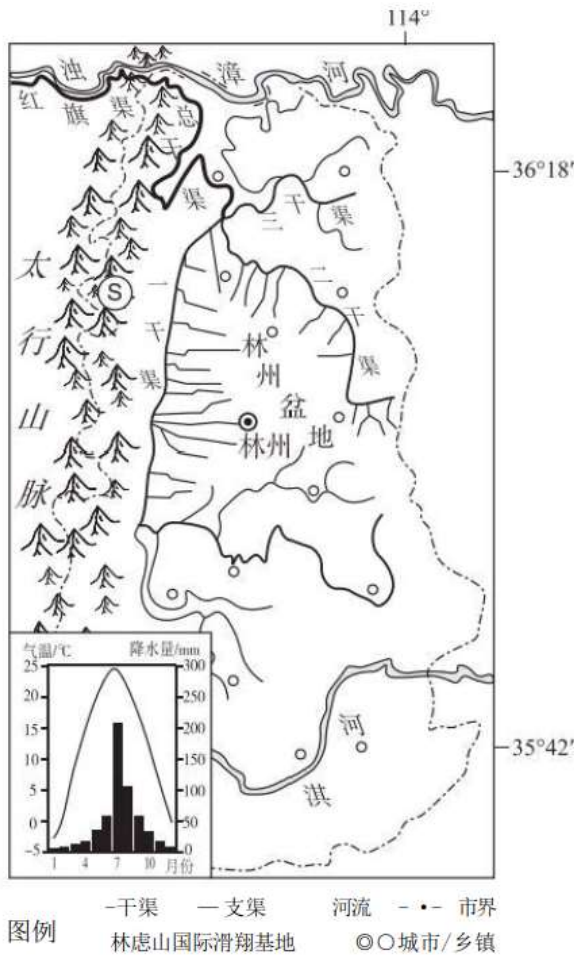 114°
浊漳河
红旗渠总干渠
36°18′
三干渠
一干渠
二干渠
太行山脉
S
林州盆地
林州
35°42′
淇河
气温/℃ 降水量/mm
25 300
20 250
15 200
10 150
5 100
0 50
-5 0
1 4 7 10 月份
图例
-干渠 —支渠 河流 - • - 市界
林虑山国际滑翔基地 ◎○城市/乡镇